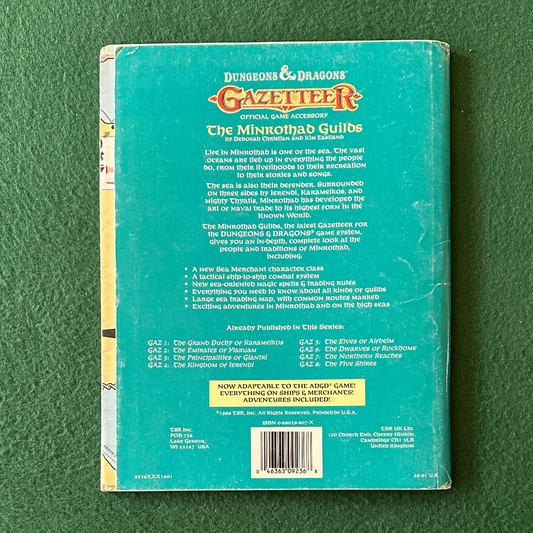 DUNGEONS & DRAGONS®
GAZETTEER
OFFICIAL GAME ACCESSORY
The Minrothad Guilds
by Deborah Christian and Kim Eastland
Life in Minrothad is one of the sea. The vast
oceans are tied up in everything the people
do, from their livelihoods to their recreation
to their stories and songs.
The sea is also their defender. Surrounded
on three sides by Ierendi, Karameikos, and
mighty Thyatis, Minrothad has developed the
art of naval trade to its highest form in the
Known World.
The Minrothad Guilds, the latest Gazetteer for
the DUNGEONS & DRAGONS® game system,
gives you an in-depth, complete look at the
people and traditions of Minrothad,
including:
• A new Sea Merchant character class
• A tactical ship-to-ship combat system
• New sea-oriented magic spells & trading rules
• Everything you need to know about all kinds of guilds
• Large sea trading map, with common routes marked
• Exciting adventures in Minrothad and on the high seas
Already Published in This Series:
GAZ 1: The Grand Duchy of Karameikos
GAZ 2: The Emirates of Ylaruam
GAZ 3: The Principalities of Glantri
GAZ 4: The Kingdom of Ierendi
GAZ 5: The Elves of Alfheim
GAZ 6: The Dwarves of Rockhome
GAZ 7: The Northern Reaches
GAZ 8: The Five Shires
NOW ADAPTABLE TO THE AD&D® GAME!
EVERYTHING ON SHIPS & MERCHANTS!
ADVENTURES INCLUDED!
©1988 TSR, Inc. All Rights Reserved. Printed in U.S.A.
ISBN 0-88038-607-X
TSR Inc.
POB 756
Lake Geneva,
WI 53147 USA
TSR UK Ltd.
120 Church End, Cherry Hinton
Cambridge CB1 3LB
United Kingdom
0 46363 09236 8
9236XXX1601
$8.95 U.S.